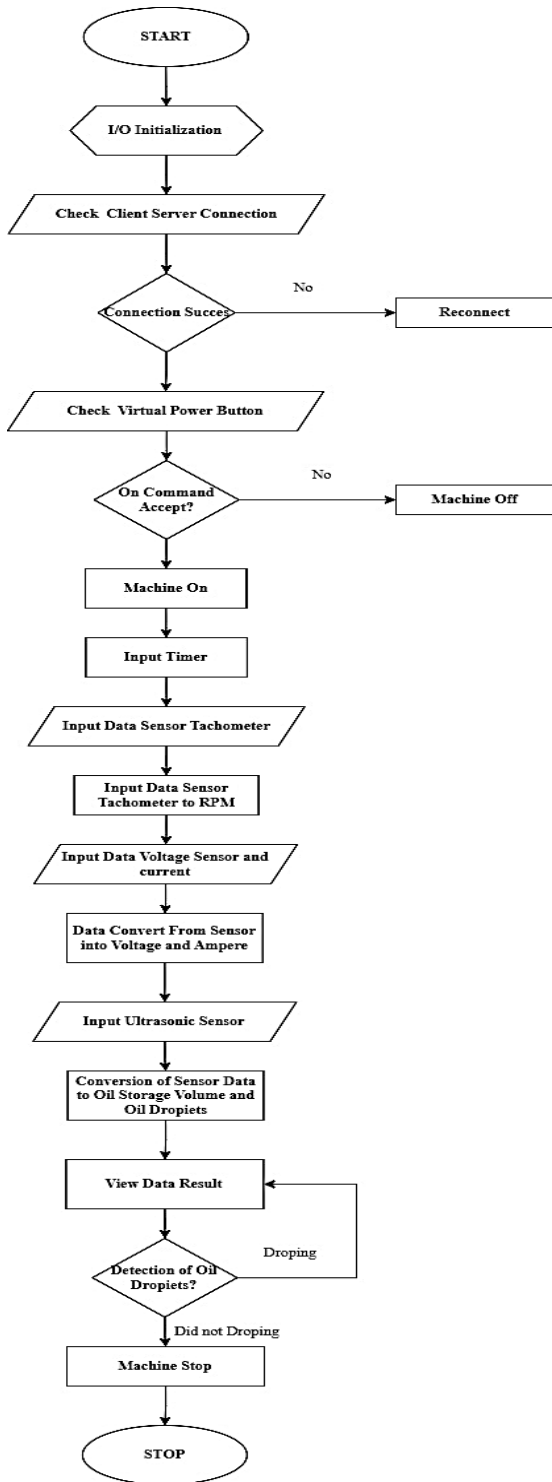 START
I/O Initialization
Check Client Server Connection
No
Connection Succes
Reconnect
Check Virtual Power Button
No
On Command
Accept?
Machine Off
Machine On
Input Timer
Input Data Sensor Tachometer
Input Data Sensor
Tachometer to RPM
Input Data Voltage Sensor and
current
Data Convert From Sensor
into Voltage and Ampere
Input Ultrasonic Sensor
Conversion of Sensor Data
to Oil Storage Volume and
Oil Dropiets
View Data Result
Droping
Detection of Oil
Dropiets?
Did not Droping
Machine Stop
STOP